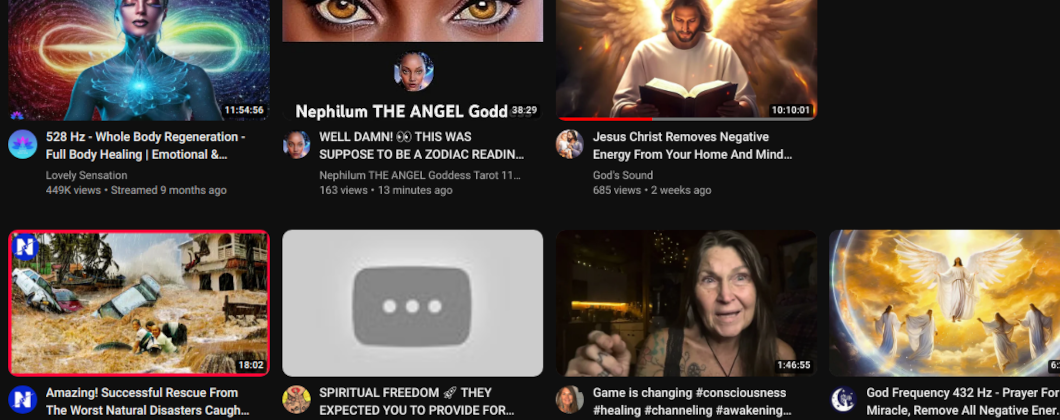 11:54:56
528 Hz - Whole Body Regeneration -
Full Body Healing | Emotional &...
Lovely Sensation
449K views • Streamed 9 months ago
Nephilum THE ANGEL Godd
38:29
WELL DAMN! 👀 THIS WAS
SUPPOSE TO BE A ZODIAC READIN...
Nephilum THE ANGEL Goddess Tarot 11...
163 views • 13 minutes ago
10:10:01
Jesus Christ Removes Negative
Energy From Your Home And Mind...
God's Sound
685 views • 2 weeks ago
N
18:02
N
Amazing! Successful Rescue From
The Worst Natural Disasters Caugh...
SPIRITUAL FREEDOM 🚀 THEY
EXPECTED YOU TO PROVIDE FOR...
1:46:55
Game is changing #consciousness
#healing #channeling #awakening...
God Frequency 432 Hz - Prayer Fo
Miracle, Remove All Negative En